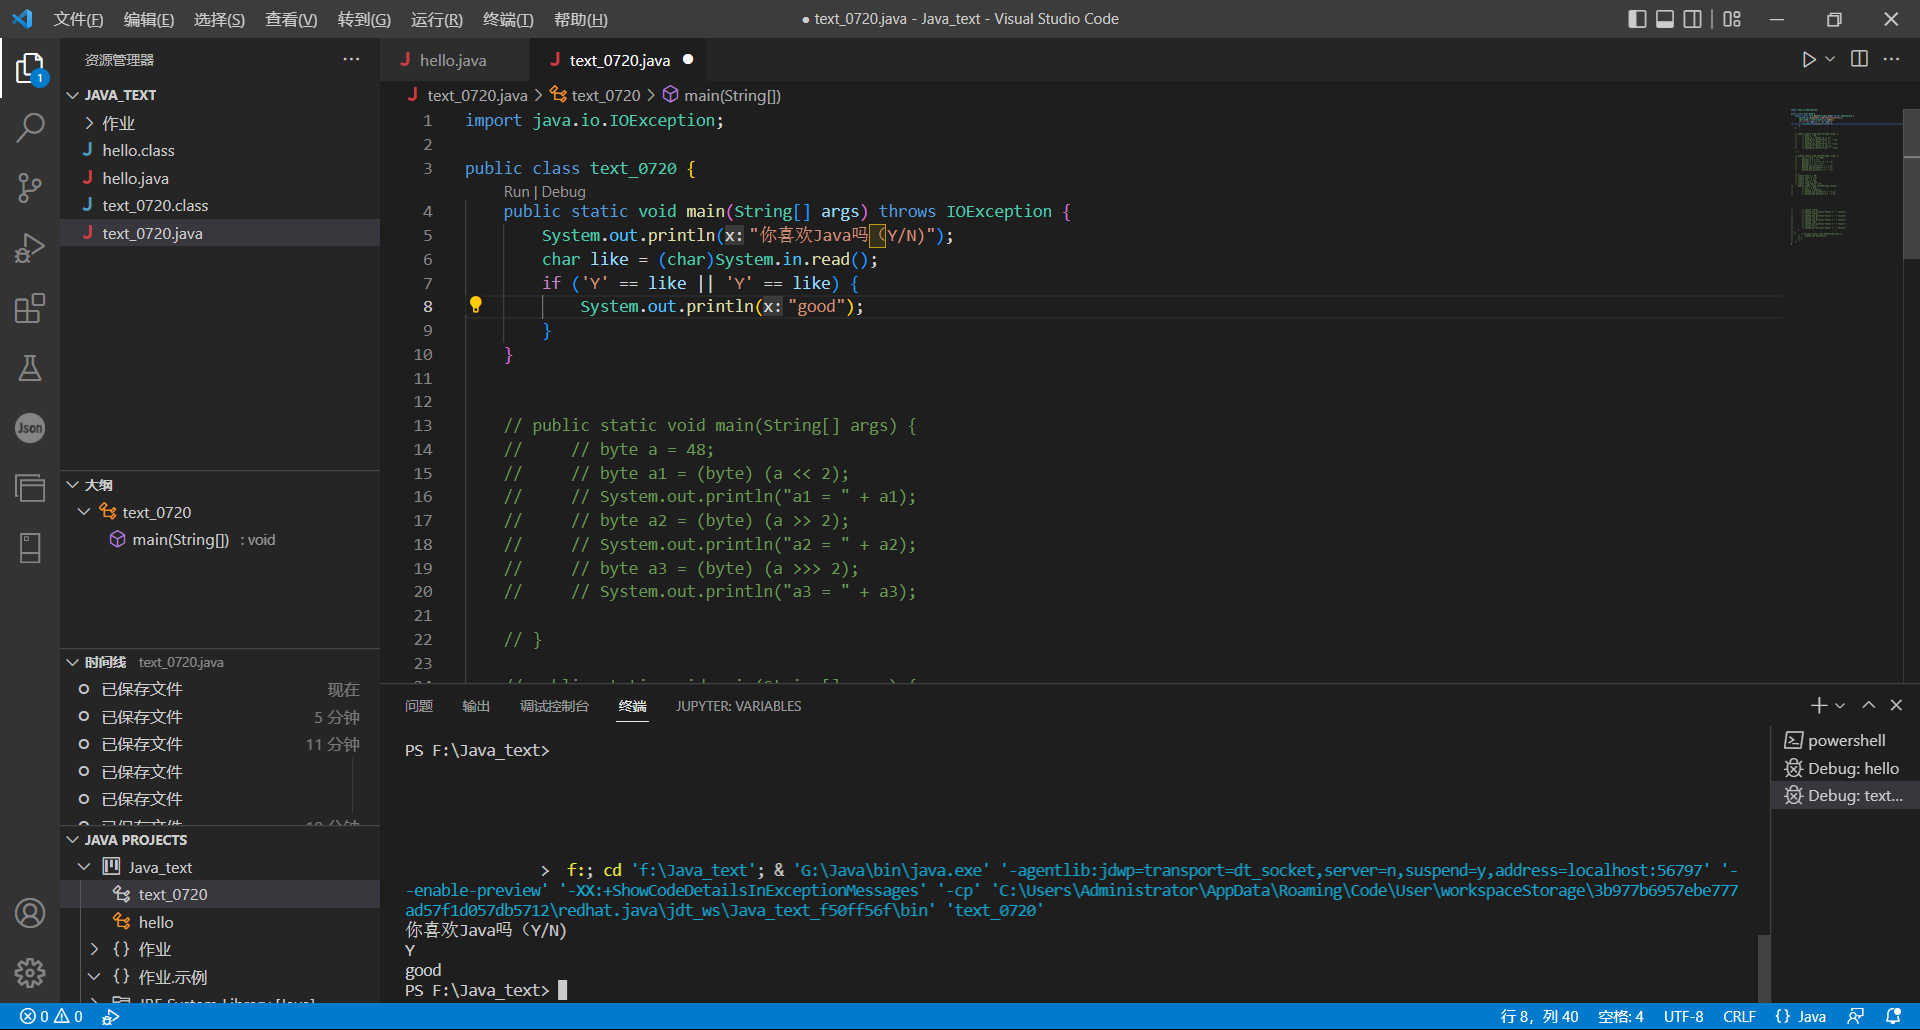 文件(F) 编辑(E) 选择(S) 查看(V) 转到(G) 运行(R) 终端(T) 帮助(H)
● text_0720.java - Java_text - Visual Studio Code
资源管理器
JAVA_TEXT
作业
hello.class
hello.java
text_0720.class
text_0720.java
大纲
text_0720
main(String[]) : void
时间线 text_0720.java
已保存文件 现在
已保存文件 5 分钟
已保存文件 11 分钟
已保存文件
已保存文件
JAVA PROJECTS
Java_text
text_0720
hello
{} 作业
{} 作业.示例
JRE System Library [Java]
1
Json
hello.java
text_0720.java
text_0720.java > text_0720 > main(String[])
1 import java.io.IOException;
2
3 public class text_0720 {
Run | Debug
4 public static void main(String[] args) throws IOException {
5 System.out.println(x: "你喜欢Java吗（Y/N)");
6 char like = (char)System.in.read();
7 if ('Y' == like || 'Y' == like) {
8 System.out.println(x: "good");
9 }
10 }
11
12
13 // public static void main(String[] args) {
14 //     // byte a = 48;
15 //     // byte a1 = (byte) (a << 2);
16 //     // System.out.println("a1 = " + a1);
17 //     // byte a2 = (byte) (a >> 2);
18 //     // System.out.println("a2 = " + a2);
19 //     // byte a3 = (byte) (a >>> 2);
20 //     // System.out.println("a3 = " + a3);
21
22 // }
23
问题 输出 调试控制台 终端 JUPYTER: VARIABLES
PS F:\Java_text>
> f:; cd 'f:\Java_text'; & 'G:\Java\bin\java.exe' '-agentlib:jdwp=transport=dt_socket,server=n,suspend=y,address=localhost:56797' '-
-enable-preview' '-XX:+ShowCodeDetailsInExceptionMessages' '-cp' 'C:\Users\Administrator\AppData\Roaming\Code\User\workspaceStorage\3b977b6957ebe777
ad57f1d057db5712\redhat.java\jdt_ws\Java_text_f50ff56f\bin' 'text_0720'
你喜欢Java吗（Y/N)
Y
good
PS F:\Java_text>
powershell
Debug: hello
Debug: text...
0 0
行 8，列 40 空格: 4 UTF-8 CRLF {} Java